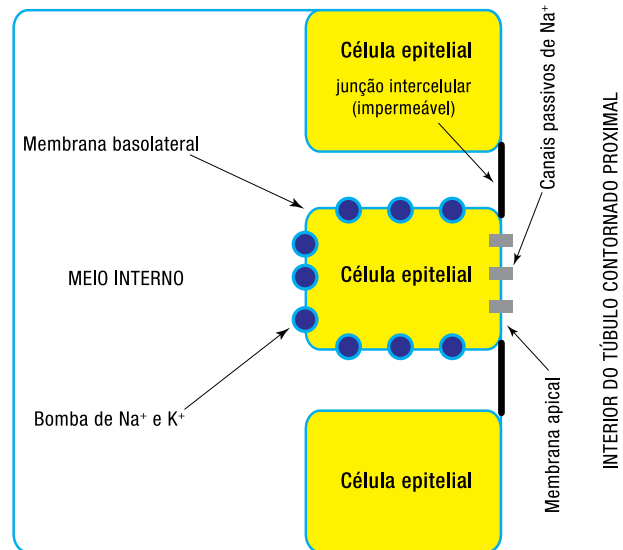 Célula epitelial
junção intercelular
(impermeável)
Canais passivos de Na⁺
Membrana basolateral
MEIO INTERNO
Célula epitelial
INTERIOR DO TÚBULO CONTORNADO PROXIMAL
Bomba de Na⁺ e K⁺
Membrana apical
Célula epitelial